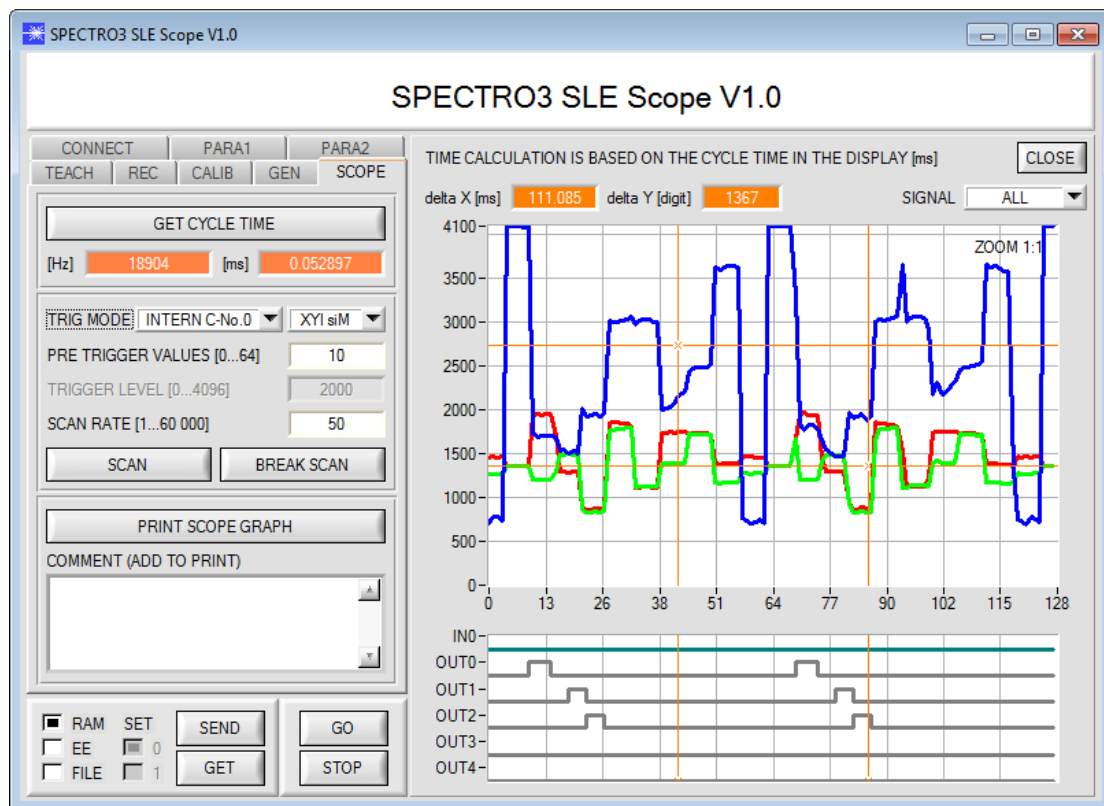 SPECTRO3 SLE Scope V1.0
SPECTRO3 SLE Scope V1.0
CONNECT PARA1 PARA2
TEACH REC CALIB GEN SCOPE
GET CYCLE TIME
[Hz] 18904 [ms] 0.052897
TRIG MODE INTERN C-No.0 XYI siM
PRE TRIGGER VALUES [0...64] 10
TRIGGER LEVEL [0...4096] 2000
SCAN RATE [1...60 000] 50
SCAN BREAK SCAN
PRINT SCOPE GRAPH
COMMENT (ADD TO PRINT)
RAM SET SEND
EE 0
FILE 1 GET
GO
STOP
TIME CALCULATION IS BASED ON THE CYCLE TIME IN THE DISPLAY [ms] CLOSE
delta X [ms] 111.085 delta Y [digit] 1367 SIGNAL ALL
ZOOM 1:1
4100
3500
3000
2500
2000
1500
1000
500
0
0 13 26 38 51 64 77 90 102 115 128
IN0
OUT0
OUT1
OUT2
OUT3
OUT4